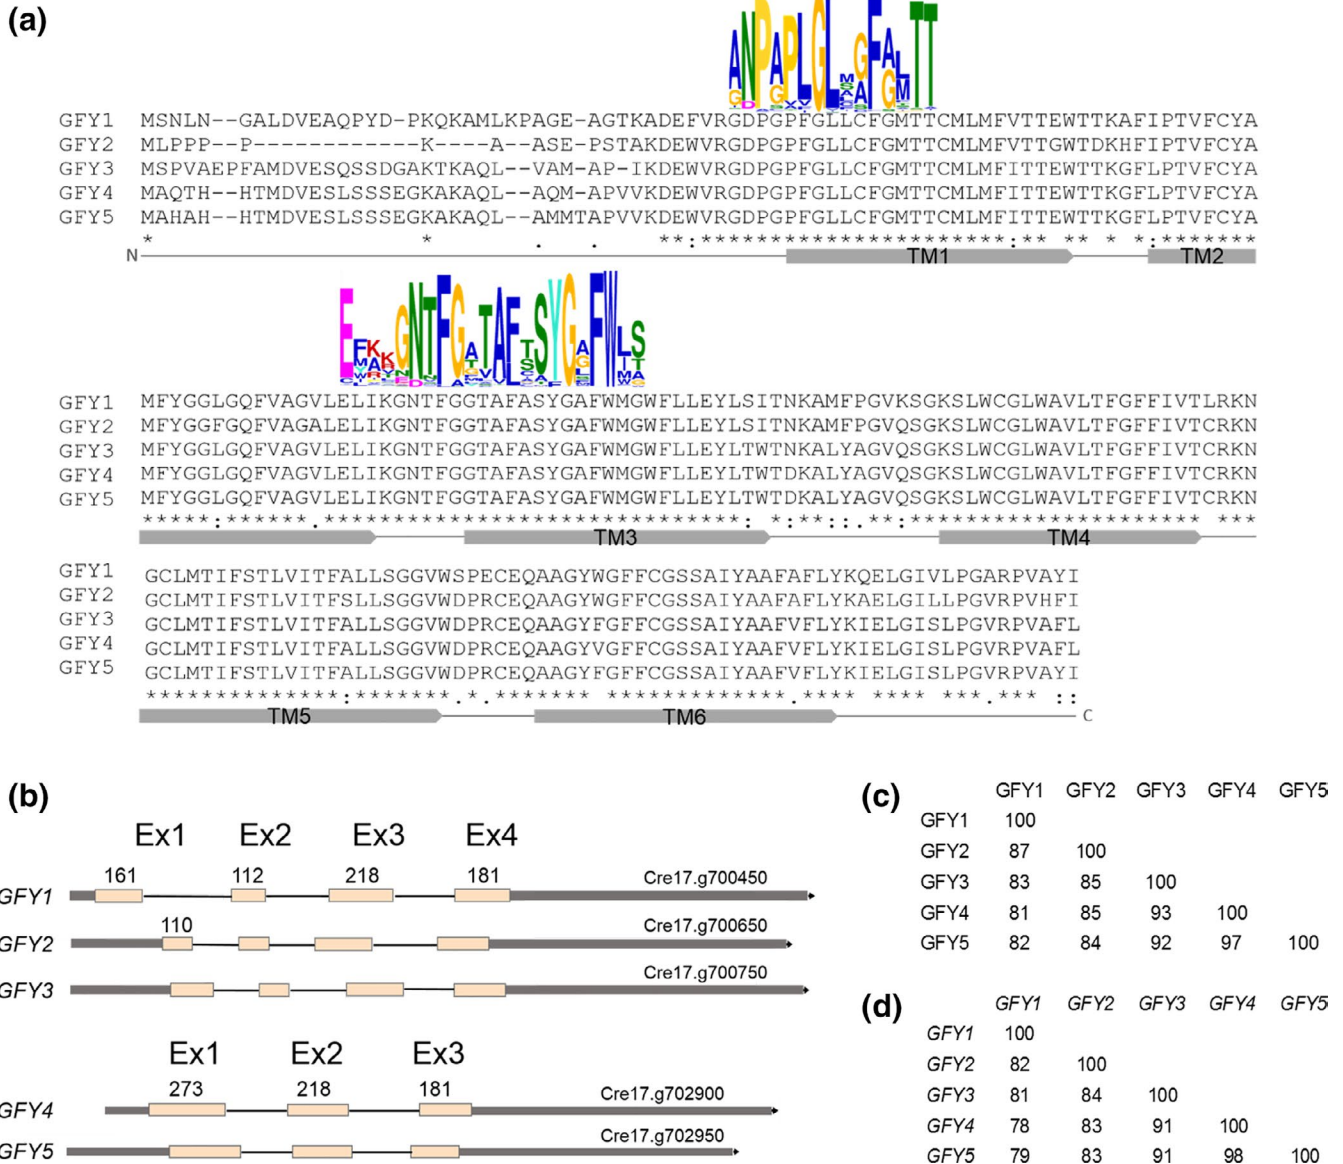 (a)
GFY1 MSNLN--GALDVEAQPYD-PKQKAMLKPAGE-AGTKADEFVRGDPGPFGLLCFGMTTCMLMFVTTEWTTKAFIPTVFCYA
GFY2 MLPPP--P------------K----A--ASE-PSTAKDEWVRGDPGPFGLLCFGMTTCMLMFVTTGWTDKHFIPTVFCYA
GFY3 MSPVAEPFAMDVESQSSDGAKTKAQL--VAM-AP-IKDEWVRGDPGPFGLLCFGMTTCMLMFITTEWTTKGFLPTVFCYA
GFY4 MAQTH--HTMDVESLSSSEGKAKAQL--AQM-APVVKDEWVRGDPGPFGLLCFGMTTCMLMFITTEWTTKGFLPTVFCYA
GFY5 MAHAH--HTMDVESLSSSEGKAKAQL--AMMTAPVVKDEWVRGDPGPFGLLCFGMTTCMLMFITTEWTTKGFLPTVFCYA
N TM1 TM2
GFY1 MFYGGLGQFVAGVLELIKGNTFGGTAFASYGAFWMGWFLLEYLSITNKAMFPGVKSGKSLWCGLWAVLTFGFFIVTLRKN
GFY2 MFYGGFGQFVAGALELIKGNTFGGTAFASYGAFWMGWFLLEYLSITNKAMFPGVQSGKSLWCGLWAVLTFGFFIVTCRKN
GFY3 MFYGGLGQFVAGVLELIKGNTFGGTAFASYGAFWMGWFLLEYLTWTNKALYAGVQSGKSLWCGLWAVLTFGFFIVTCRKN
GFY4 MFYGGLGQFVAGVLELIKGNTFGGTAFASYGAFWMGWFLLEYLTWTDKALYAGVQSGKSLWCGLWAVLTFGFFIVTCRKN
GFY5 MFYGGLGQFVAGVLELIKGNTFGGTAFASYGAFWMGWFLLEYLTWTDKALYAGVQSGKSLWCGLWAVLTFGFFIVTCRKN
TM3 TM4
GFY1 GCLMTIFSTLVITFALLSGGVWSPECEQAAGYWGFFCGSSAIYAAFAFLYKQELGIVLPGARPVAYI
GFY2 GCLMTIFSTLVITFSLLSGGVWDPRCEQAAGYWGFFCGSSAIYAAFAFLYKAELGILLPGVRPVHFI
GFY3 GCLMTIFSTLVITFALLSGGVWDPRCEQAAGYFGFFCGSSAIYAAFVFLYKIELGISLPGVRPVAFL
GFY4 GCLMTIFSTLVITFALLSGGVWDPRCEQAAGYVGFFCGSSAIYAAFVFLYKIELGISLPGVRPVAFL
GFY5 GCLMTIFSTLVITFALLSGGVWDPRCEQAAGYFGFFCGSSAIYAAFVFLYKIELGISLPGVRPVAYI
TM5 TM6 C
(b)
Ex1 Ex2 Ex3 Ex4
161 112 218 181 Cre17.g700450
GFY1
110 Cre17.g700650
GFY2
Cre17.g700750
GFY3
Ex1 Ex2 Ex3
273 218 181 Cre17.g702900
GFY4
Cre17.g702950
GFY5
(c)
GFY1 GFY2 GFY3 GFY4 GFY5
GFY1 100
GFY2 87 100
GFY3 83 85 100
GFY4 81 85 93 100
GFY5 82 84 92 97 100
(d)
GFY1 GFY2 GFY3 GFY4 GFY5
GFY1 100
GFY2 82 100
GFY3 81 84 100
GFY4 78 83 91 100
GFY5 79 83 91 98 100